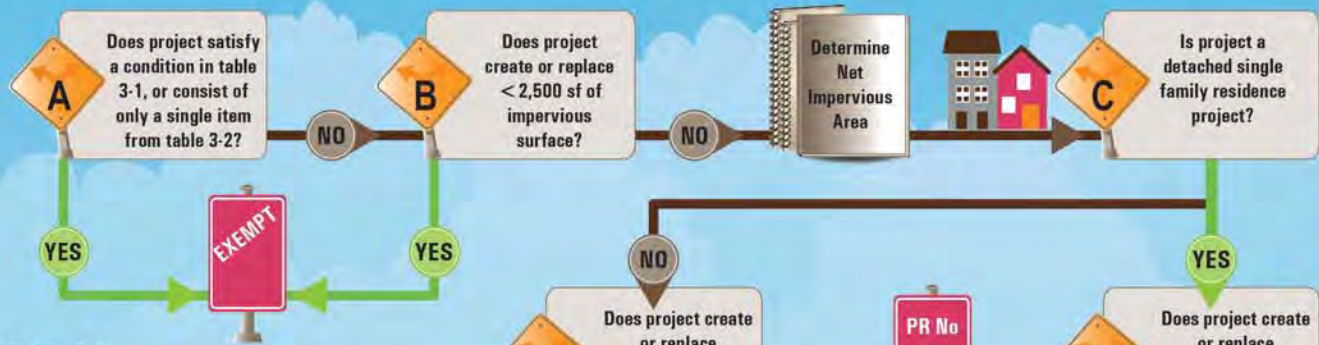 A
Does project satisfy
a condition in table
3-1, or consist of
only a single item
from table 3-2?
NO
B
Does project
create or replace
< 2,500 sf of
impervious
surface?
NO
Determine
Net
Impervious
Area
C
Is project a
detached single
family residence
project?
YES
EXEMPT
YES
NO
YES
Does project create
or replace
PR No
Does project create
or replace